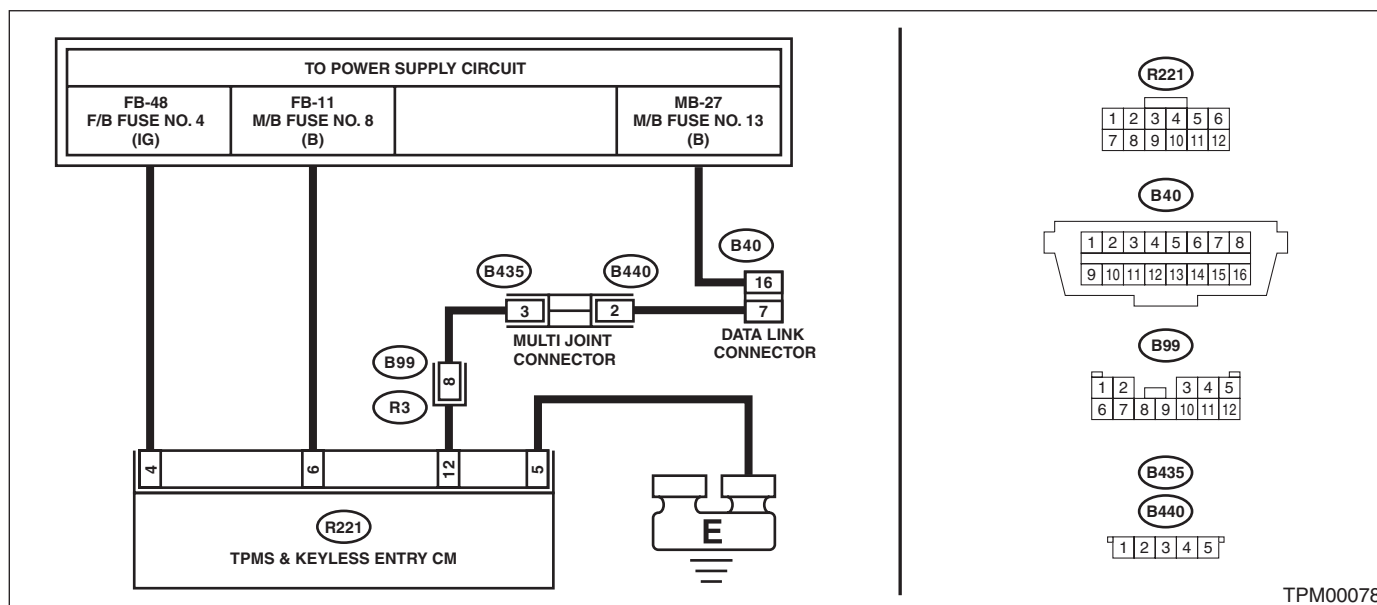 TO POWER SUPPLY CIRCUIT
FB-48
F/B FUSE NO. 4
(IG)
FB-11
M/B FUSE NO. 8
(B)
MB-27
M/B FUSE NO. 13
(B)
B40
B435
B440
16
3
2
7
MULTI JOINT
CONNECTOR
DATA LINK
CONNECTOR
B99
8
R3
4
6
12
5
R221
TPMS & KEYLESS ENTRY CM
E
R221
1 2 3 4 5 6
7 8 9 10 11 12
B40
1 2 3 4 5 6 7 8
9 10 11 12 13 14 15 16
B99
1 2 3 4 5
6 7 8 9 10 11 12
B435
B440
1 2 3 4 5
TPM00078